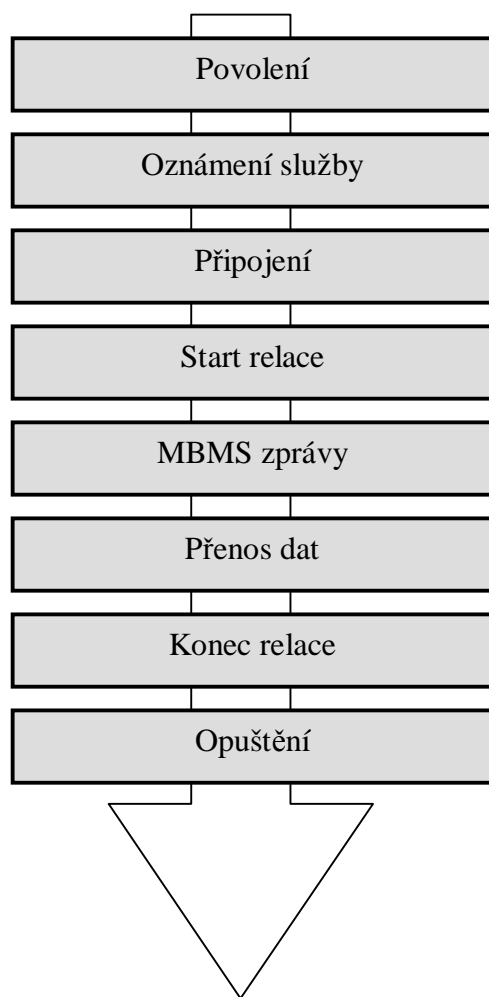 Povolení
Oznámení služby
Připojení
Start relace
MBMS zprávy
Přenos dat
Konec relace
Opuštění